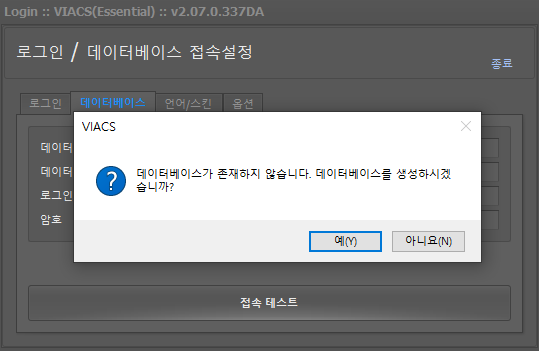 Login :: VIACS(Essential) :: v2.07.0.337DA
로그인 / 데이터베이스 접속설정
종료
로그인 데이터베이스 언어/스킨 옵션
VIACS
데이터베이스가 존재하지 않습니다. 데이터베이스를 생성하시겠
습니까?
데이터
데이터
로그인
암호
예(Y) 아니요(N)
접속 테스트